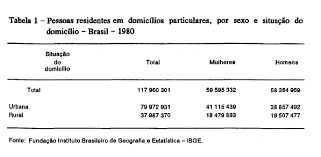 Tabela 1 – Pessoas residentes em domicílios particulares, por sexo e situação do
domicílio – Brasil – 1980
Situação
do
domicílio
Total
Mulheres
Homens
Total 117 960 301 59 595 332 58 364 969
Urbana 79 972 931 41 115 439 38 857 492
Rural 37 987 370 18 479 893 19 507 477
Fonte: Fundação Instituto Brasileiro de Geografia e Estatística – IBGE.